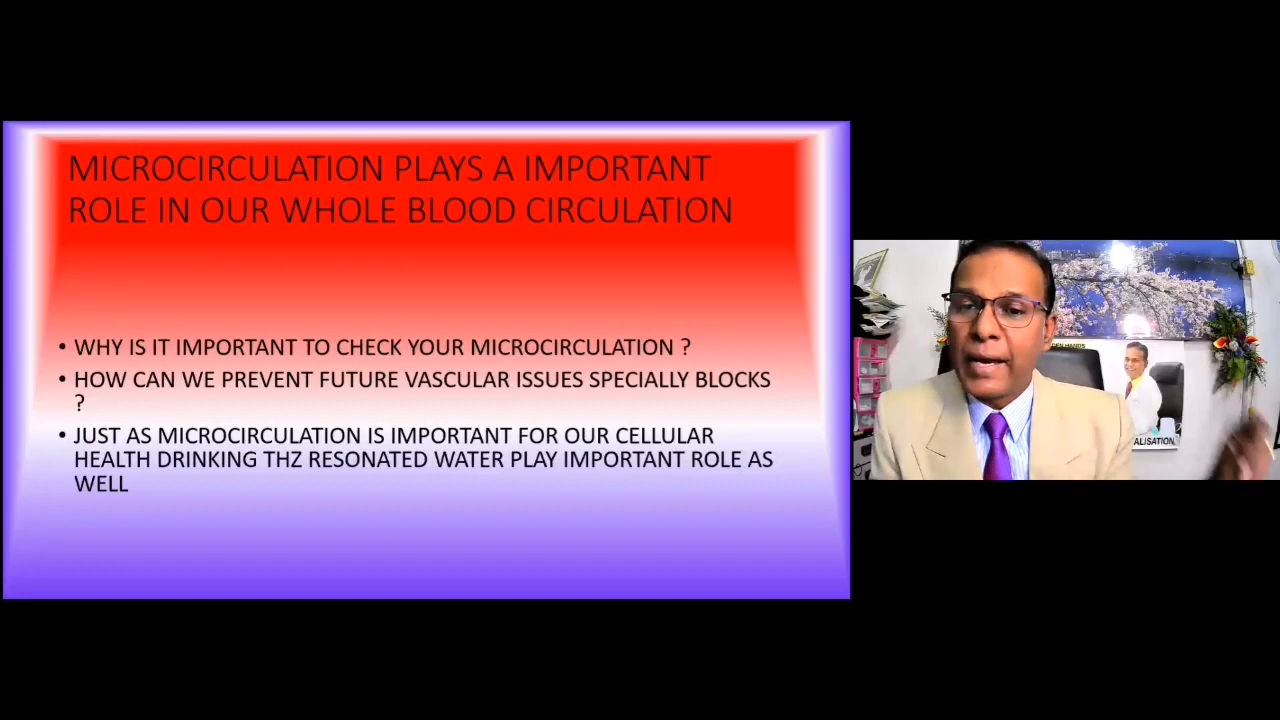 MICROCIRCULATION PLAYS A IMPORTANT
ROLE IN OUR WHOLE BLOOD CIRCULATION
• WHY IS IT IMPORTANT TO CHECK YOUR MICROCIRCULATION ?
• HOW CAN WE PREVENT FUTURE VASCULAR ISSUES SPECIALLY BLOCKS
?
• JUST AS MICROCIRCULATION IS IMPORTANT FOR OUR CELLULAR
HEALTH DRINKING THZ RESONATED WATER PLAY IMPORTANT ROLE AS
WELL
HANDS
ALISATION